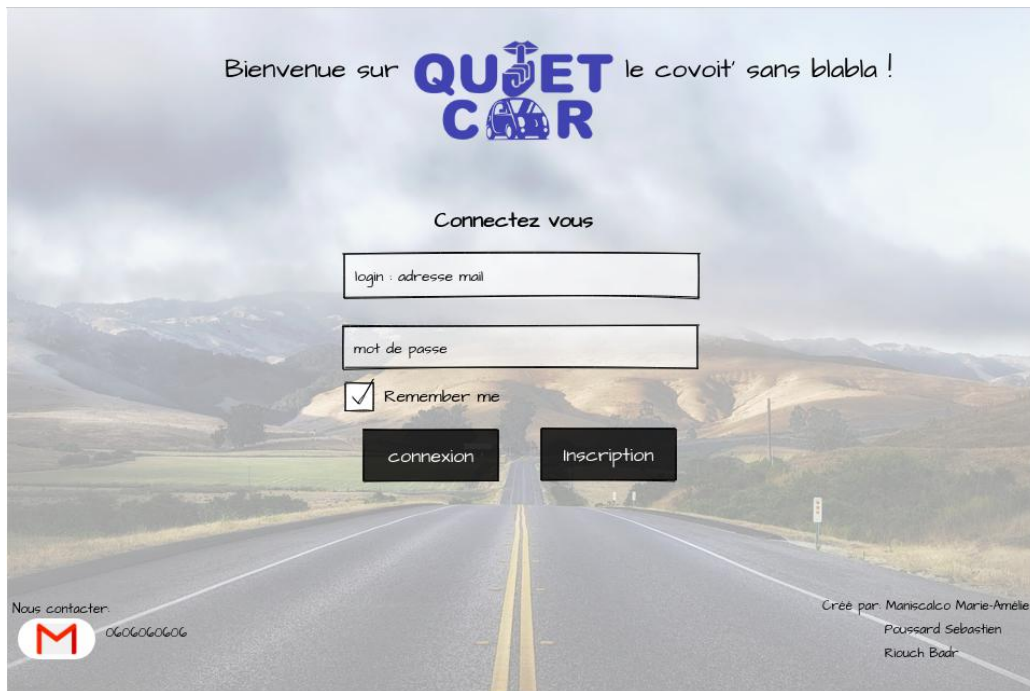 Bienvenue sur QUIET CAR le covoit' sans blabla !
Connectez vous
login : adresse mail
mot de passe
Remember me
connexion
Inscription
Nous contacter:
0606060606
Créé par: Maniscalco Marie-Amélie
Poussard Sebastien
Riouch Badr